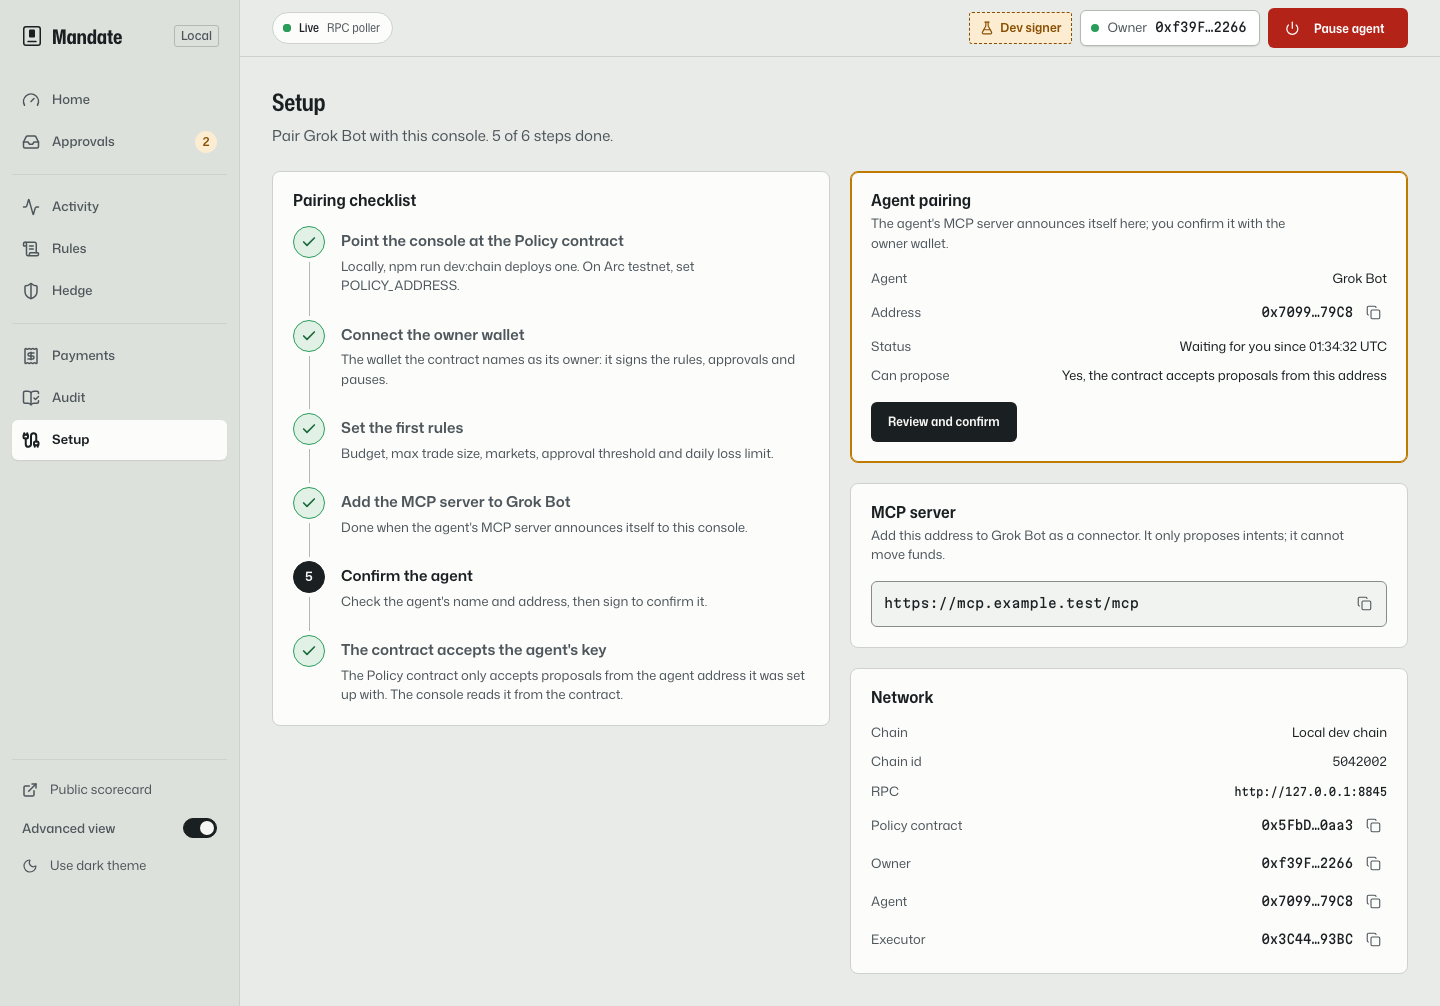 Mandate
Local
Home
Approvals
2
Activity
Rules
Hedge
Payments
Audit
Setup
Public scorecard
Advanced view
Use dark theme
Live RPC poller
Dev signer
Owner 0xf39F…2266
Pause agent
Setup
Pair Grok Bot with this console. 5 of 6 steps done.
Pairing checklist
Point the console at the Policy contract
Locally, npm run dev:chain deploys one. On Arc testnet, set
POLICY_ADDRESS.
Connect the owner wallet
The wallet the contract names as its owner: it signs the rules, approvals and
pauses.
Set the first rules
Budget, max trade size, markets, approval threshold and daily loss limit.
Add the MCP server to Grok Bot
Done when the agent's MCP server announces itself to this console.
5
Confirm the agent
Check the agent's name and address, then sign to confirm it.
The contract accepts the agent's key
The Policy contract only accepts proposals from the agent address it was set
up with. The console reads it from the contract.
Agent pairing
The agent's MCP server announces itself here; you confirm it with the
owner wallet.
Agent Grok Bot
Address 0x7099…79C8
Status Waiting for you since 01:34:32 UTC
Can propose Yes, the contract accepts proposals from this address
Review and confirm
MCP server
Add this address to Grok Bot as a connector. It only proposes intents; it cannot
move funds.
https://mcp.example.test/mcp
Network
Chain Local dev chain
Chain id 5042002
RPC http://127.0.0.1:8845
Policy contract 0x5FbD…0aa3
Owner 0xf39F…2266
Agent 0x7099…79C8
Executor 0x3C44…93BC